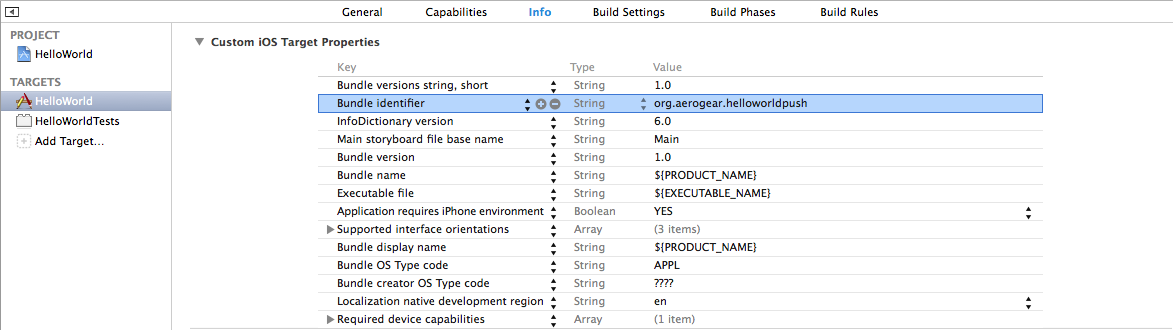 General Capabilities Info Build Settings Build Phases Build Rules
PROJECT
HelloWorld
TARGETS
HelloWorld
HelloWorldTests
Add Target...
Custom iOS Target Properties
Key Type Value
Bundle versions string, short String 1.0
Bundle identifier String org.aerogear.helloworldpush
InfoDictionary version String 6.0
Main storyboard file base name String Main
Bundle version String 1.0
Bundle name String ${PRODUCT_NAME}
Executable file String ${EXECUTABLE_NAME}
Application requires iPhone environment Boolean YES
Supported interface orientations Array (3 items)
Bundle display name String ${PRODUCT_NAME}
Bundle OS Type code String APPL
Bundle creator OS Type code String ????
Localization native development region String en
Required device capabilities Array (1 item)